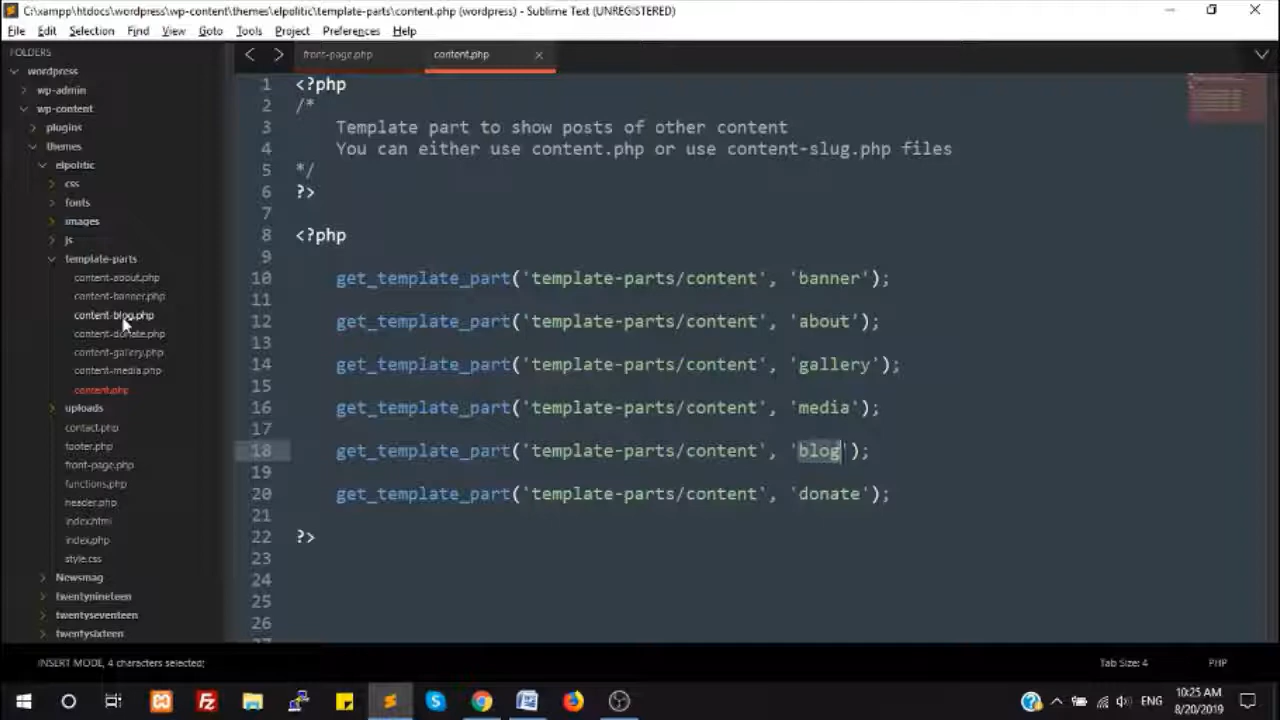 C:\xampp\htdocs\wordpress\wp-content\themes\elpolitic\template-parts\content.php (wordpress) - Sublime Text (UNREGISTERED)
File Edit Selection Find View Goto Tools Project Preferences Help
FOLDERS
wordpress
wp-admin
wp-content
plugins
themes
elpolitic
css
fonts
images
js
template-parts
content-about.php
content-banner.php
content-blog.php
content-donate.php
content-gallery.php
content-media.php
content.php
uploads
contact.php
footer.php
front-page.php
functions.php
header.php
index.html
index.php
style.css
Newsmag
twentynineteen
twentyseventeen
twentysixteen
front-page.php content.php
1 <?php
2 /*
3 Template part to show posts of other content
4 You can either use content.php or use content-slug.php files
5 */
6 ?>
7
8 <?php
9
10 get_template_part('template-parts/content', 'banner');
11
12 get_template_part('template-parts/content', 'about');
13
14 get_template_part('template-parts/content', 'gallery');
15
16 get_template_part('template-parts/content', 'media');
17
18 get_template_part('template-parts/content', 'blog');
19
20 get_template_part('template-parts/content', 'donate');
21
22 ?>
23
24
25
26
INSERT MODE, 4 characters selected; Tab Size: 4 PHP
ENG 10:25 AM
8/20/2019